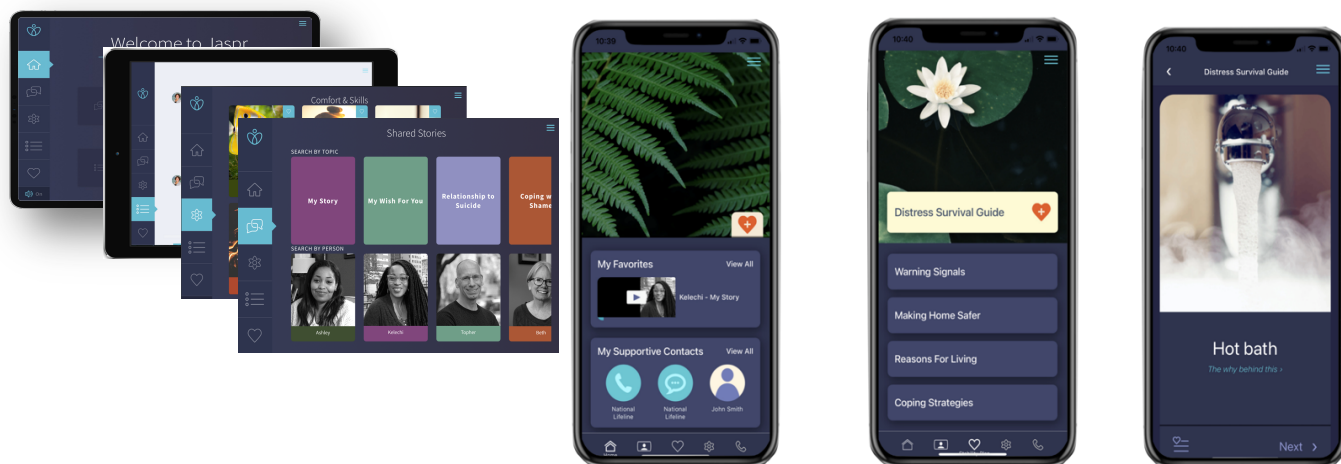 Welcome to Jaspr
Comfort & Skills
Shared Stories
SEARCH BY TOPIC
My Story
My Wish For You
Relationship to
Suicide
Coping w
Shame
SEARCH BY PERSON
Ashley
Kelechi
Topher
Beth
10:39
My Favorites
View All
Kelechi - My Story
My Supportive Contacts
View All
National
Lifeline
National
Lifeline
John Smith
10:40
Distress Survival Guide
Warning Signals
Making Home Safer
Reasons For Living
Coping Strategies
10:40
Distress Survival Guide
Hot bath
The why behind this ›
Next